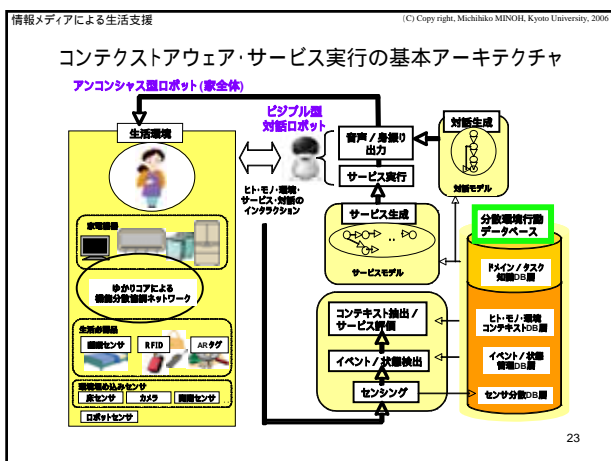 情報メディアによる生活支援
(C) Copy right, Michihiko MINOH, Kyoto University, 2006
コンテクストアウェア・サービス実行の基本アーキテクチャ
アンコンシャス型ロボット(家全体)
ビジブル型
対話ロボット
生活環境
音声／身振り
出力
サービス実行
対話生成
対話モデル
ヒト・モノ・環境・
サービス・対話の
インタラクション
サービス生成
サービスモデル
分散環境行動
データベース
家電機器
ゆかりコアによる
機能分散協調ネットワーク
ドメイン／タスク
知識DB層
コンテキスト抽出／
サービス評価
ヒト・モノ・環境
コンテキストDB層
生活必需品
RFID
ARタグ
イベント／状態検出
イベント／状態
管理DB層
環境埋め込みセンサ
床センサ
カメラ
センシング
センサ分散DB層
ロボットセンサ
23